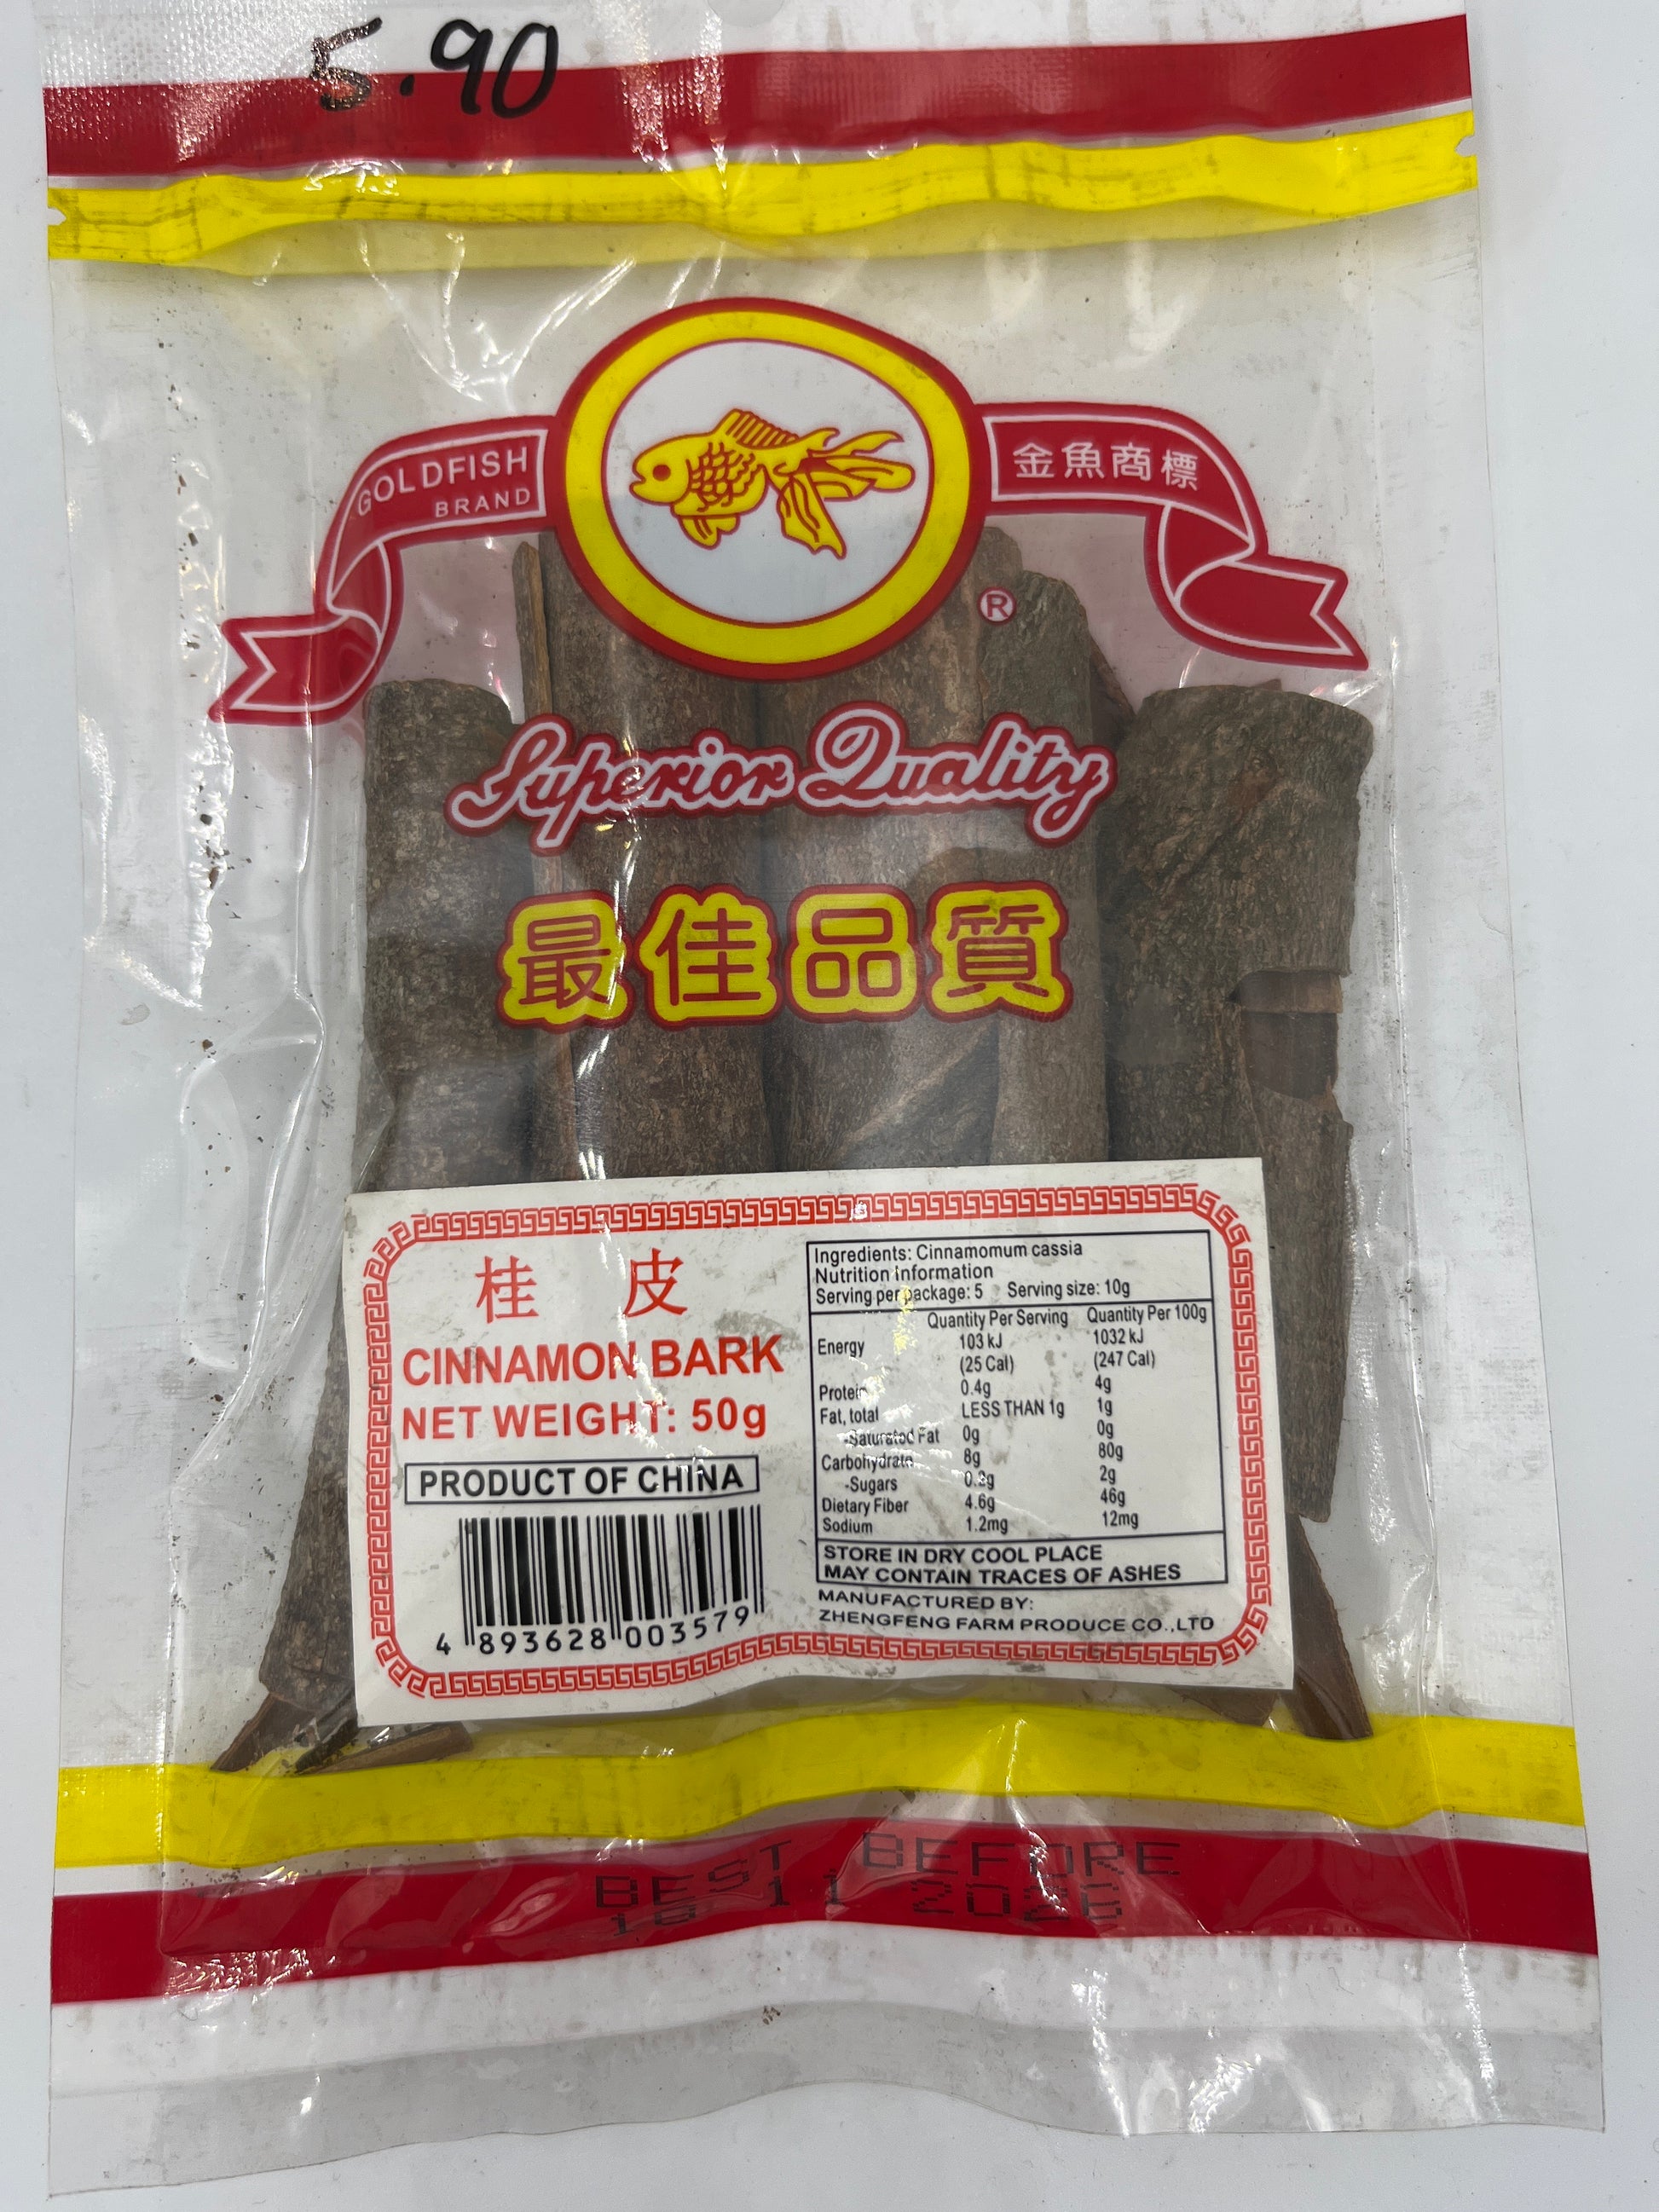 5.90
GOLDFISH
BRAND
金魚商標
®
Superior Quality
最佳品質
桂 皮
CINNAMON BARK
NET WEIGHT: 50g
PRODUCT OF CHINA
4 893628 003579
Ingredients: Cinnamomum cassia
Nutrition Information
Serving per package: 5 Serving size: 10g
Quantity Per Serving Quantity Per 100g
Energy 103 kJ 1032 kJ
(25 Cal) (247 Cal)
Protein 0.4g 4g
Fat, total LESS THAN 1g 1g
-Saturated Fat 0g 0g
Carbohydrate 8g 80g
-Sugars 2g
Dietary Fiber 4.6g 46g
Sodium 1.2mg 12mg
STORE IN DRY COOL PLACE
MAY CONTAIN TRACES OF ASHES
MANUFACTURED BY:
ZHENGFENG FARM PRODUCE CO.,LTD
BEST BEFORE
11 2026